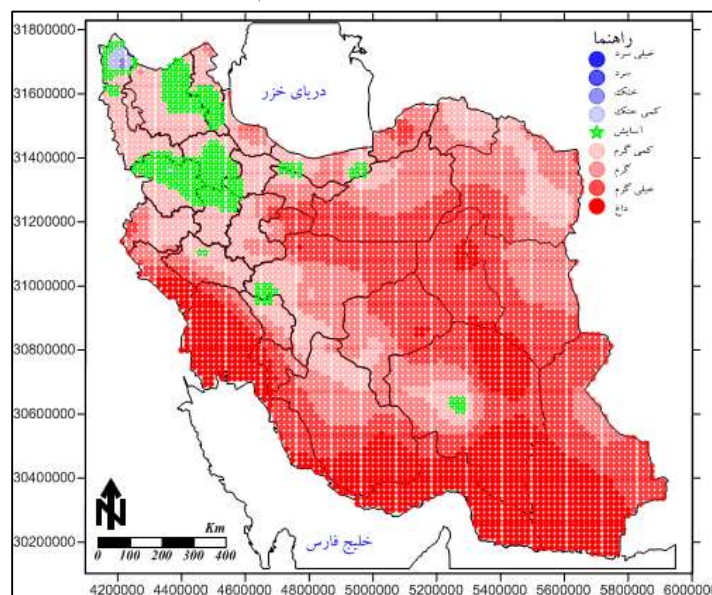 31800000
راهنما
خیلی سرد
سرد
خنک
کمی خنک
آسایش
کمی گرم
گرم
خیلی گرم
داغ
دریای خزر
31600000
31400000
31200000
31000000
30800000
30600000
30400000
30200000
N
Km
0 100 200 300 400
خلیج فارس
4200000 4400000 4600000 4800000 5000000 5200000 5400000 5600000 5800000 6000000